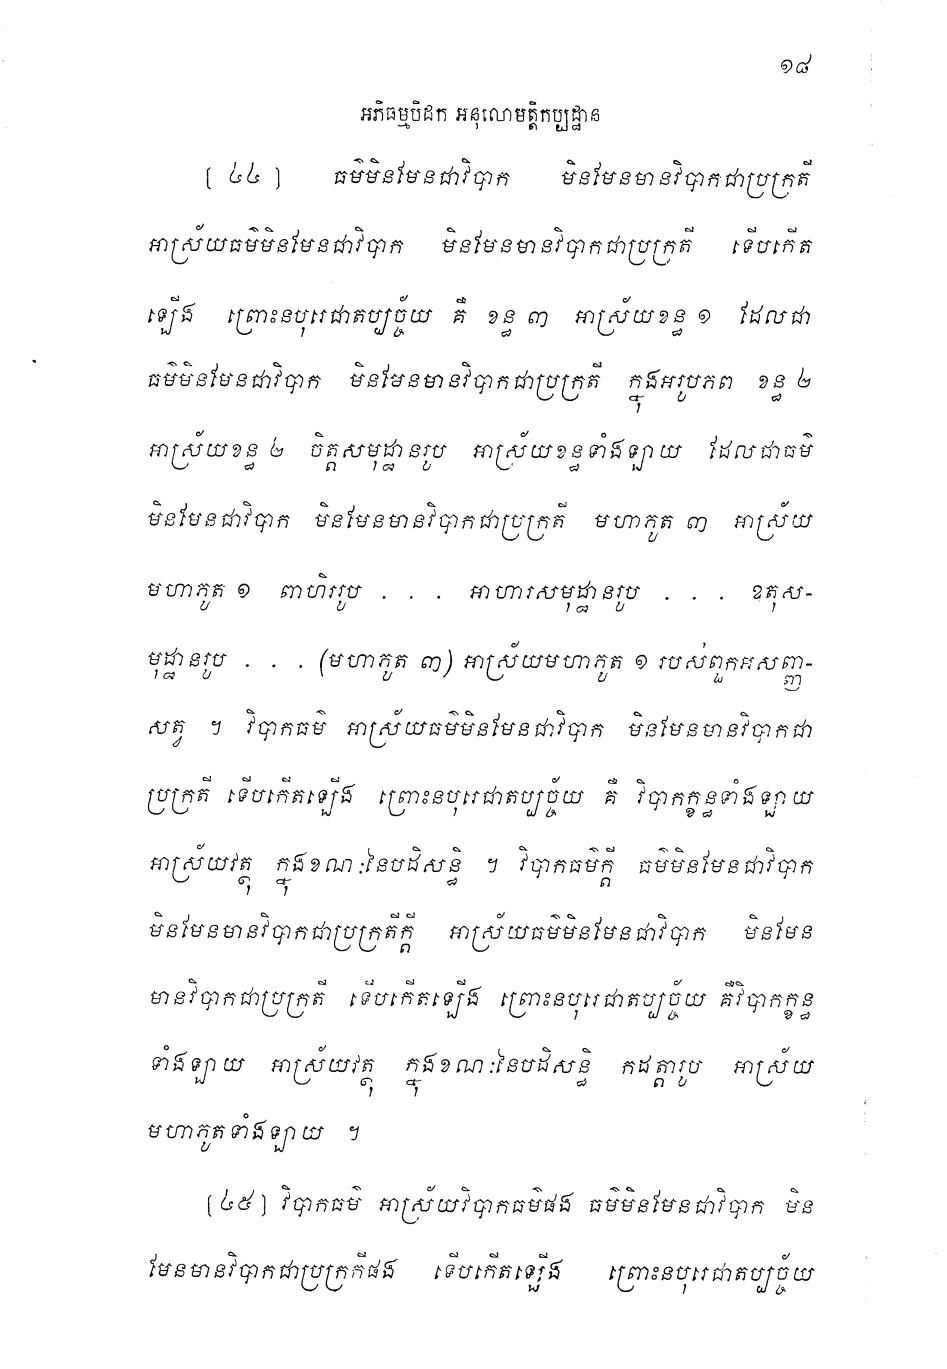 ១៨
អភិធម្មបិដក អនុលោមត្តិកប្បដ្ឋាន
[ ៤៤ ] ធម៌មិនមែនជាវិបាក មិនមែនមានវិបាកជាប្រក្រតី
អាស្រ័យធម៌មិនមែនជាវិបាក មិនមែនមានវិបាកជាប្រក្រតី ទើបកើត
ឡើង ព្រោះនបុរេជាតប្បច្ច័យ គឺ ខន្ធ ៣ អាស្រ័យខន្ធ ១ ដែលជា
ធម៌មិនមែនជាវិបាក មិនមែនមានវិបាកជាប្រក្រតី ក្នុងអរូបភព ខន្ធ ២
អាស្រ័យខន្ធ ២ ចិត្តសមុដ្ឋានរូប អាស្រ័យខន្ធទាំងឡាយ ដែលជាធម៌
មិនមែនជាវិបាក មិនមែនមានវិបាកជាប្រក្រតី មហាភូត ៣ អាស្រ័យ
មហាភូត ១ ពាហិររូប . . . អាហារសមុដ្ឋានរូប . . . ឧតុស-
មុដ្ឋានរូប . . . (មហាភូត ៣) អាស្រ័យមហាភូត ១ របស់ពួកអសញ្ញ-
សត្វ ។ វិបាកធម៌ អាស្រ័យធម៌មិនមែនជាវិបាក មិនមែនមានវិបាកជា
ប្រក្រតី ទើបកើតឡើង ព្រោះនបុរេជាតប្បច្ច័យ គឺ វិបាកក្ខន្ធទាំងឡាយ
អាស្រ័យវត្ថុ ក្នុងខណៈនៃបដិសន្ធិ ។ វិបាកធម៌ក្តី ធម៌មិនមែនជាវិបាក
មិនមែនមានវិបាកជាប្រក្រតីក្តី អាស្រ័យធម៌មិនមែនជាវិបាក មិនមែន
មានវិបាកជាប្រក្រតី ទើបកើតឡើង ព្រោះនបុរេជាតប្បច្ច័យ គឺវិបាកក្ខន្ធ
ទាំងឡាយ អាស្រ័យវត្ថុ ក្នុងខណៈនៃបដិសន្ធិ កដត្តារូប អាស្រ័យ
មហាភូតទាំងឡាយ ។
[ ៤៥ ] វិបាកធម៌ អាស្រ័យវិបាកធម៌ផង ធម៌មិនមែនជាវិបាក មិន
មែនមានវិបាកជាប្រក្រតីផង ទើបកើតឡើង ព្រោះនបុរេជាតប្បច្ច័យ